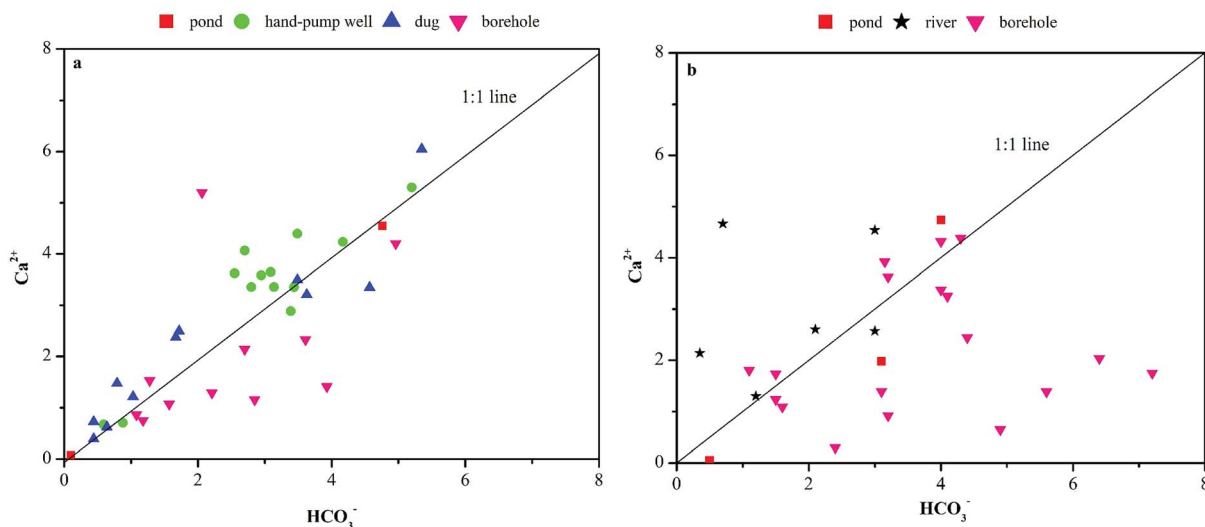 pond hand-pump well dug borehole
a
1:1 line
Ca²⁺
8
6
4
2
0
0 2 4 6 8
HCO₃⁻
pond river borehole
b
1:1 line
Ca²⁺
8
6
4
2
0
0 2 4 6 8
HCO₃⁻